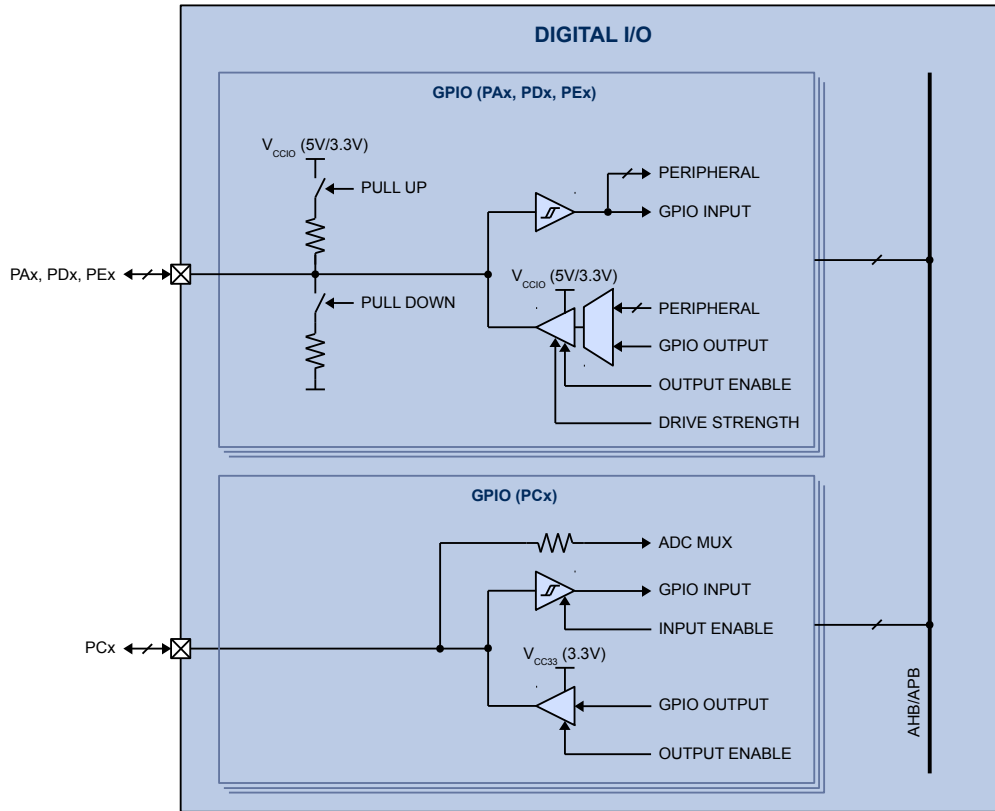 DIGITAL I/O
GPIO (PAx, PDx, PEx)
VCCIO (5V/3.3V)
PULL UP
PERIPHERAL
GPIO INPUT
PAx, PDx, PEx
PULL DOWN
VCCIO (5V/3.3V)
PERIPHERAL
GPIO OUTPUT
OUTPUT ENABLE
DRIVE STRENGTH
GPIO (PCx)
ADC MUX
GPIO INPUT
INPUT ENABLE
PCx
VCC33 (3.3V)
GPIO OUTPUT
OUTPUT ENABLE
AHB/APB